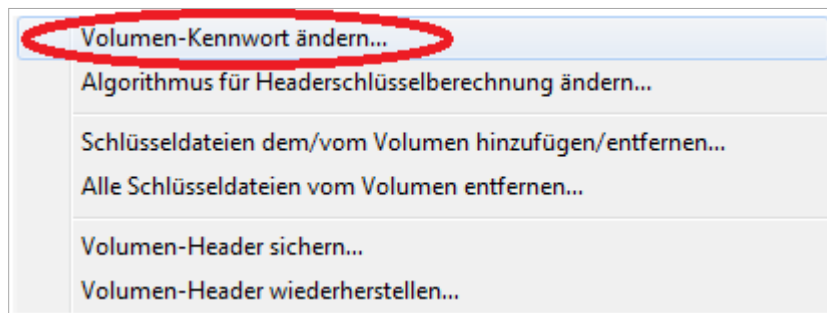 Volumen-Kennwort ändern...
Algorithmus für Headerschlüsselberechnung ändern...
Schlüsseldateien dem/vom Volumen hinzufügen/entfernen...
Alle Schlüsseldateien vom Volumen entfernen...
Volumen-Header sichern...
Volumen-Header wiederherstellen...